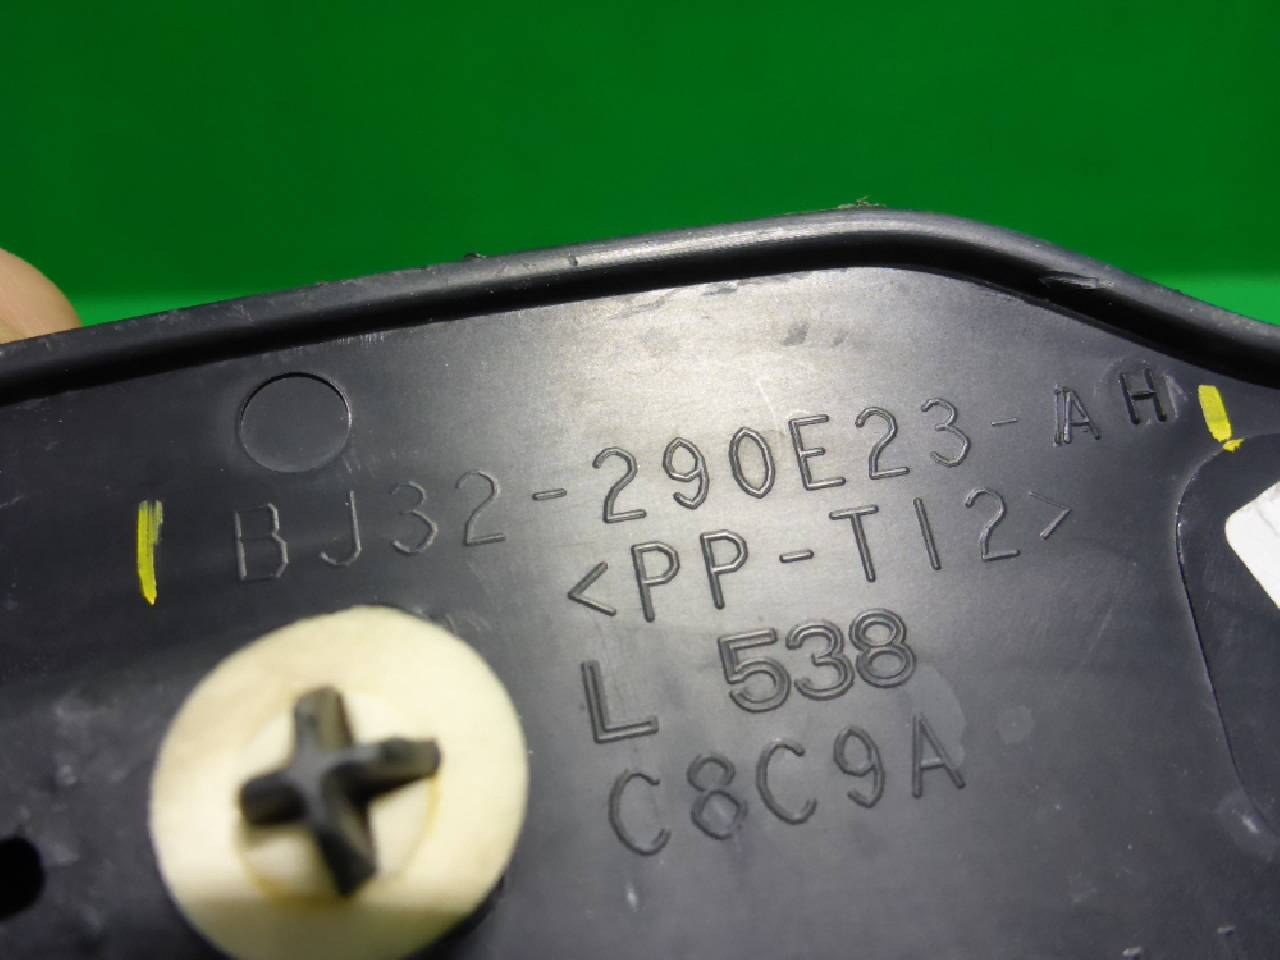 BJ32-290E23-AH
<PP-T12>
L 538
C8C9A